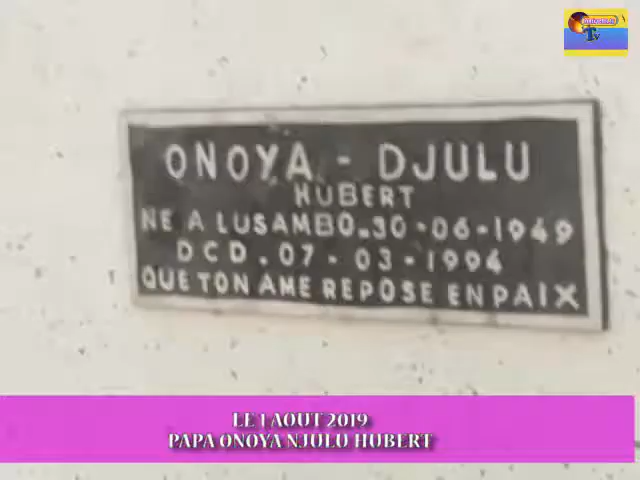 ONOYA - DJULU
HUBERT
NE A LUSAMBO.30-06-1949
DCD.07-03-1994
QUE TON AME REPOSE EN PAIX
LE 1 AOUT 2019
PAPA ONOYA NJULU HUBERT